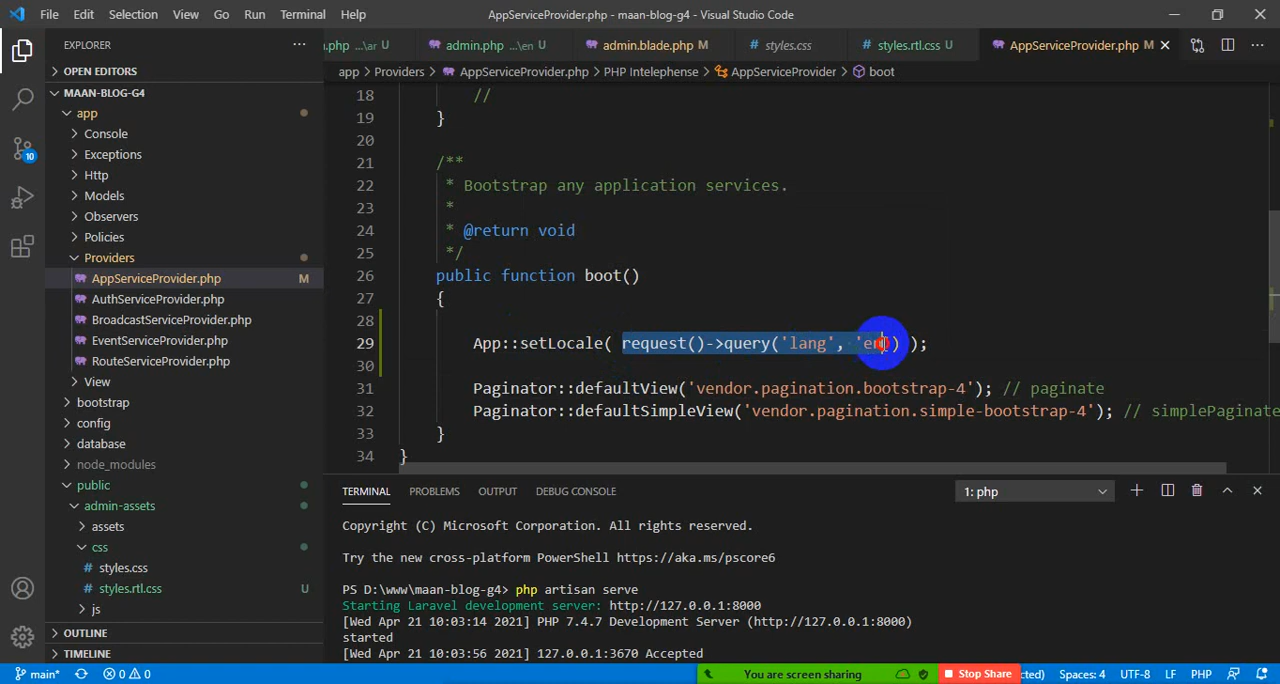 File Edit Selection View Go Run Terminal Help AppServiceProvider.php - maan-blog-g4 - Visual Studio Code
EXPLORER
.php ...\ar admin.php ...\en admin.blade.php M styles.css styles.rtl.css U AppServiceProvider.php M
OPEN EDITORS
app > Providers > AppServiceProvider.php > PHP Intelephense > AppServiceProvider > boot
MAAN-BLOG-G4
app
Console
Exceptions
Http
Models
Observers
Policies
Providers
AppServiceProvider.php M
AuthServiceProvider.php
BroadcastServiceProvider.php
EventServiceProvider.php
RouteServiceProvider.php
View
bootstrap
config
database
node_modules
public
admin-assets
assets
css
styles.css
styles.rtl.css U
js
OUTLINE
TIMELINE
18 //
19 }
20
21 /**
22 * Bootstrap any application services.
23 *
24 * @return void
25 */
26 public function boot()
27 {
28
29 App::setLocale( request()->query('lang', 'en') );
30
31 Paginator::defaultView('vendor.pagination.bootstrap-4'); // paginate
32 Paginator::defaultSimpleView('vendor.pagination.simple-bootstrap-4'); // simplePaginate
33 }
34 }
TERMINAL PROBLEMS OUTPUT DEBUG CONSOLE 1: php
Copyright (C) Microsoft Corporation. All rights reserved.
Try the new cross-platform PowerShell https://aka.ms/pscore6
PS D:\www\maan-blog-g4> php artisan serve
Starting Laravel development server: http://127.0.0.1:8000
[Wed Apr 21 10:03:14 2021] PHP 7.4.7 Development Server (http://127.0.0.1:8000)
started
[Wed Apr 21 10:03:56 2021] 127.0.0.1:3670 Accepted
main* 0 0 You are screen sharing Stop Share cted) Spaces: 4 UTF-8 LF PHP
10